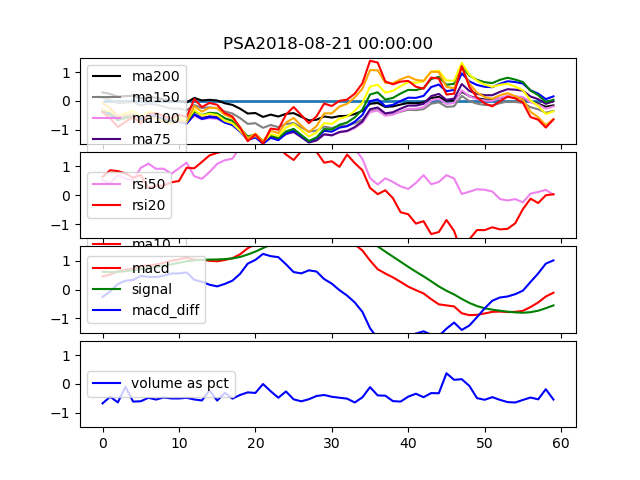 PSA2018-08-21 00:00:00
1
0
−1
ma200
ma150
ma100
ma75
1
0
−1
rsi50
rsi20
ma10
1
0
−1
macd
signal
macd_diff
1
0
−1
volume as pct
0 10 20 30 40 50 60